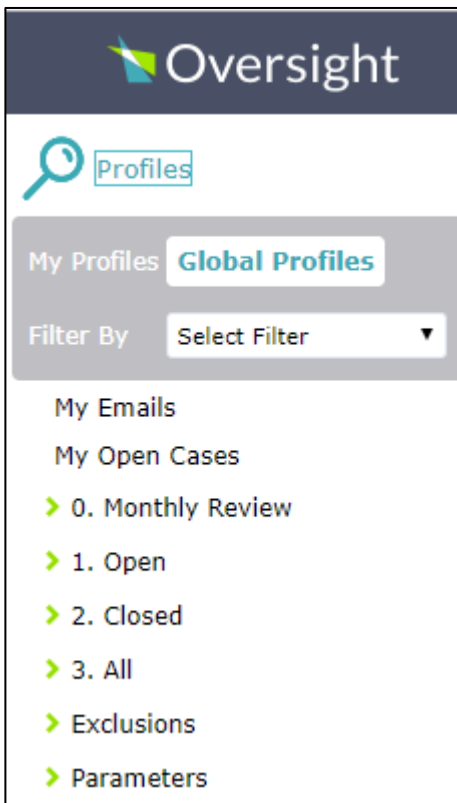 Oversight
Profiles
My Profiles Global Profiles
Filter By Select Filter
My Emails
My Open Cases
0. Monthly Review
1. Open
2. Closed
3. All
Exclusions
Parameters